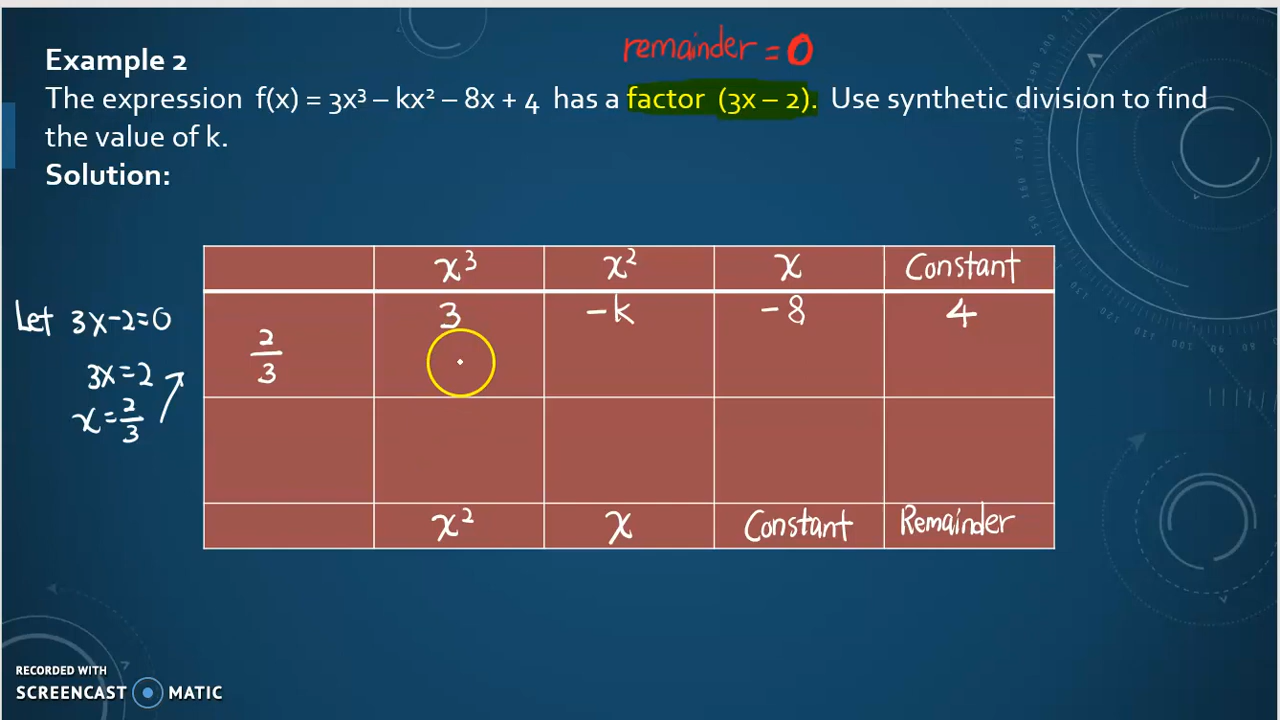 remainder = 0
Example 2
The expression f(x) = 3x³ – kx² – 8x + 4 has a factor (3x – 2). Use synthetic division to find
the value of k.
Solution:
x³ x² x Constant
Let 3x-2=0
3x=2
x=2/3
2/3 3 -k -8 4
x² x Constant Remainder
RECORDED WITH
SCREENCAST MATIC